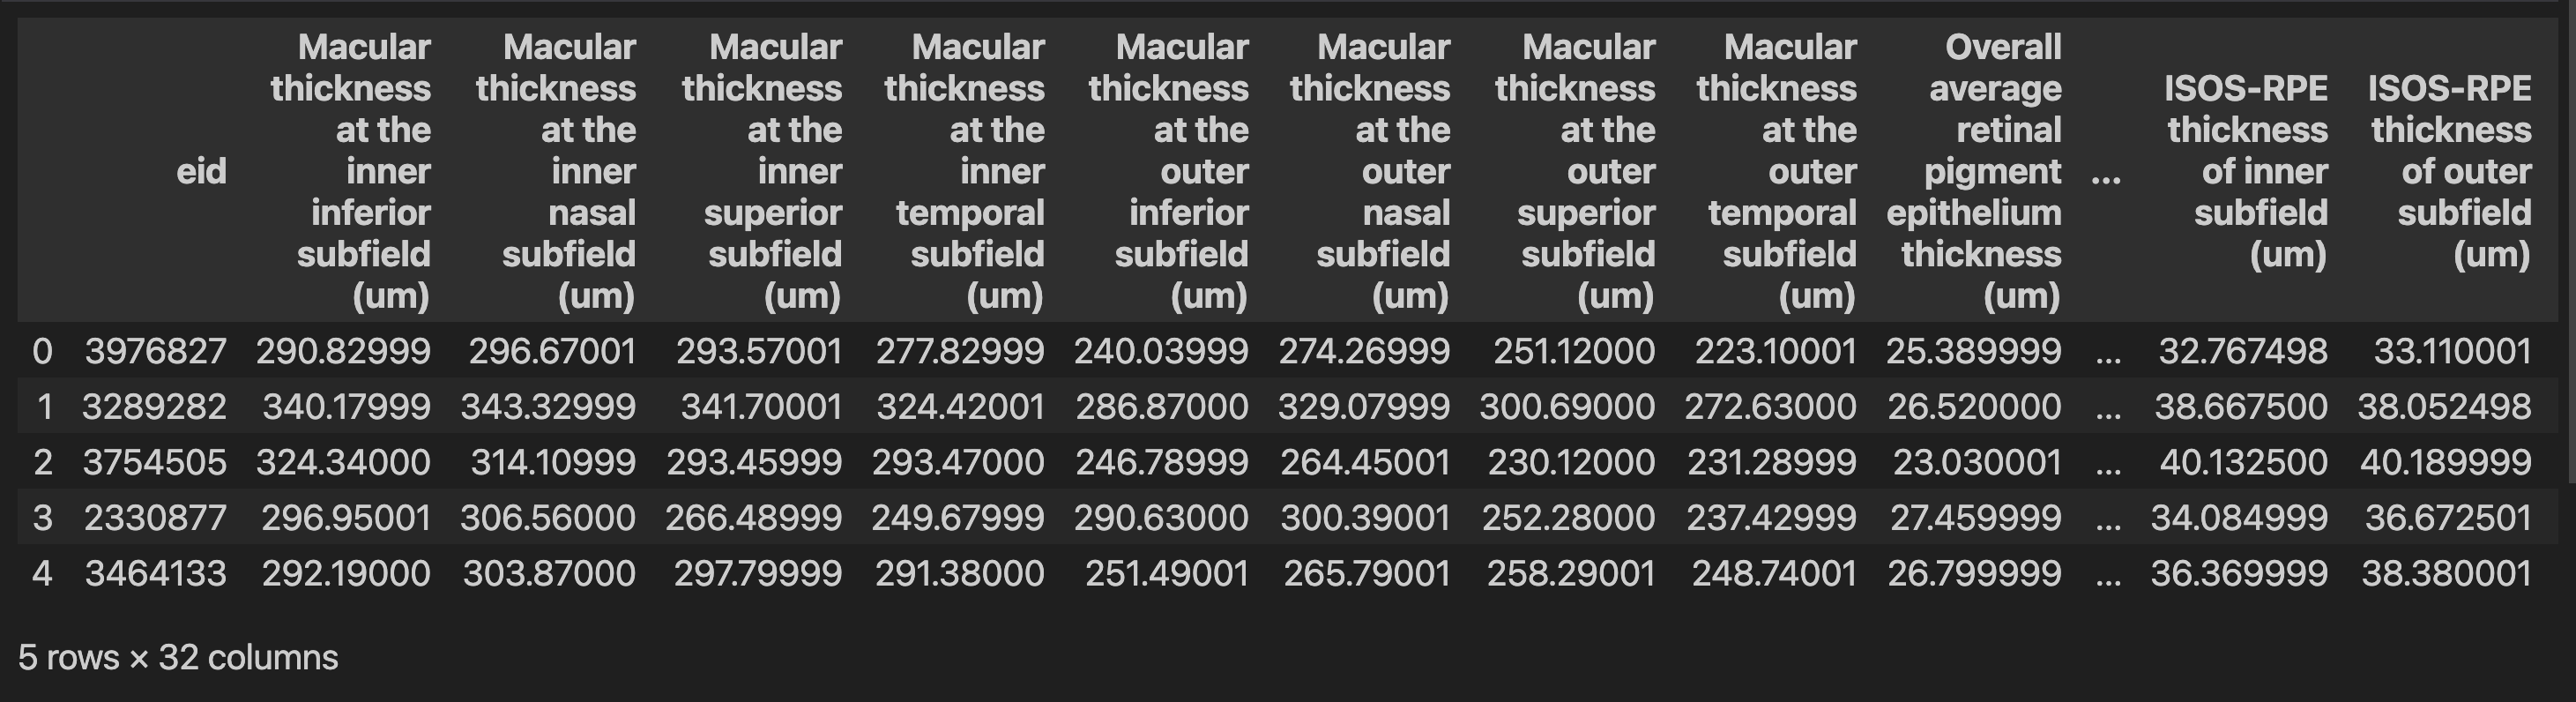 eid Macular thickness at the inner inferior subfield (um) Macular thickness at the inner nasal subfield (um) Macular thickness at the inner superior subfield (um) Macular thickness at the inner temporal subfield (um) Macular thickness at the outer inferior subfield (um) Macular thickness at the outer nasal subfield (um) Macular thickness at the outer superior subfield (um) Macular thickness at the outer temporal subfield (um) Overall average retinal pigment epithelium thickness (um) ... ISOS-RPE thickness of inner subfield (um) ISOS-RPE thickness of outer subfield (um)
0 3976827 290.82999 296.67001 293.57001 277.82999 240.03999 274.26999 251.12000 223.10001 25.389999 ... 32.767498 33.110001
1 3289282 340.17999 343.32999 341.70001 324.42001 286.87000 329.07999 300.69000 272.63000 26.520000 ... 38.667500 38.052498
2 3754505 324.34000 314.10999 293.45999 293.47000 246.78999 264.45001 230.12000 231.28999 23.030001 ... 40.132500 40.189999
3 2330877 296.95001 306.56000 266.48999 249.67999 290.63000 300.39001 252.28000 237.42999 27.459999 ... 34.084999 36.672501
4 3464133 292.19000 303.87000 297.79999 291.38000 251.49001 265.79001 258.29001 248.74001 26.799999 ... 36.369999 38.380001
5 rows × 32 columns